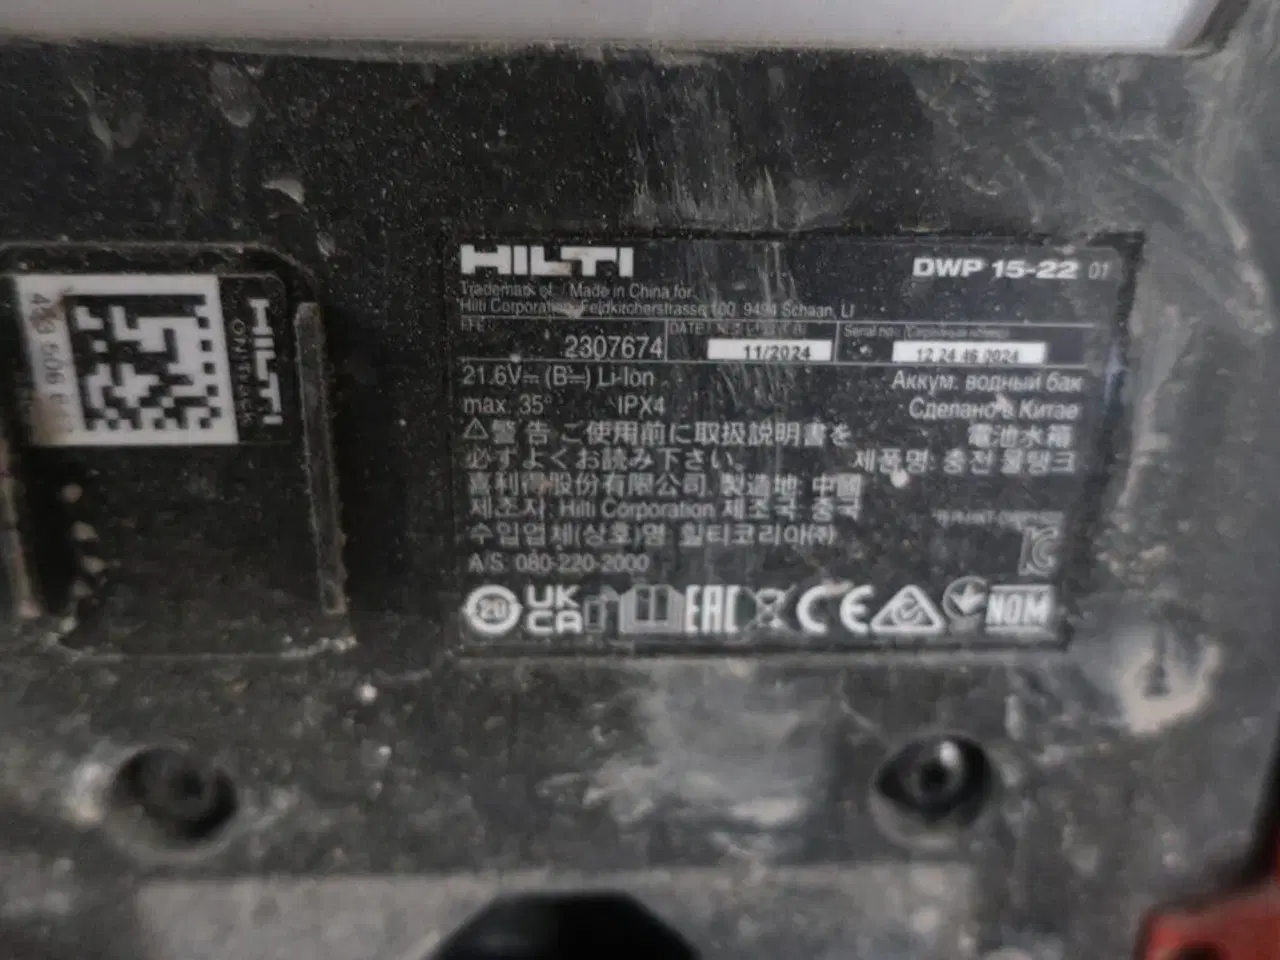 HILTI
DWP 15-22 01
Trademark of / Made in China for
Hilti Corporation, Feldkircherstrasse 100, 9494 Schaan, LI
DATE
Serial no.
2307674
11/2024
21.6V⎓ (B⎓) Li-Ion
Аккум. водный бак
max. 35° IPX4
Сделано в Китае
⚠警告 ご使用前に取扱説明書を
電池水箱
必ずよくお読み下さい。
제품명: 충전 물탱크
喜利得股份有限公司 製造地: 中國
제조자: Hilti Corporation 제조국: 중국
수입업체(상호)명: 힐티코리아㈜
A/S: 080-220-2000
20 UK CA EAC CE NOM
HILTI
ON!TRACK